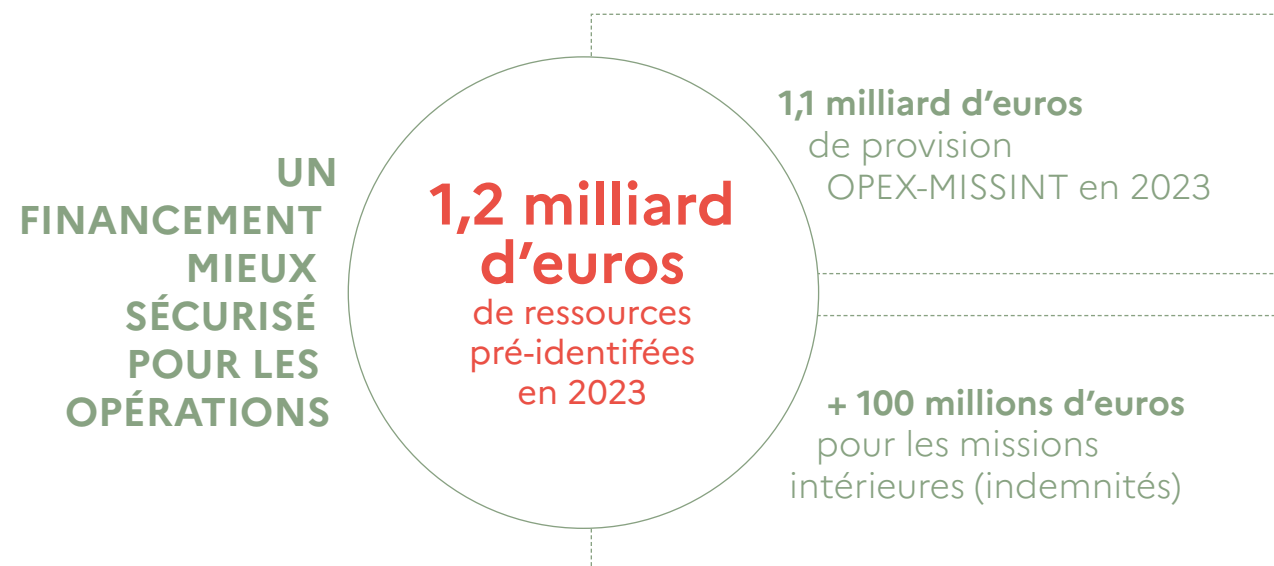 UN
FINANCEMENT
MIEUX
SÉCURISÉ
POUR LES
OPÉRATIONS
1,2 milliard
d’euros
de ressources
pré-identifées
en 2023
1,1 milliard d’euros
de provision
OPEX-MISSINT en 2023
+ 100 millions d’euros
pour les missions
intérieures (indemnités)